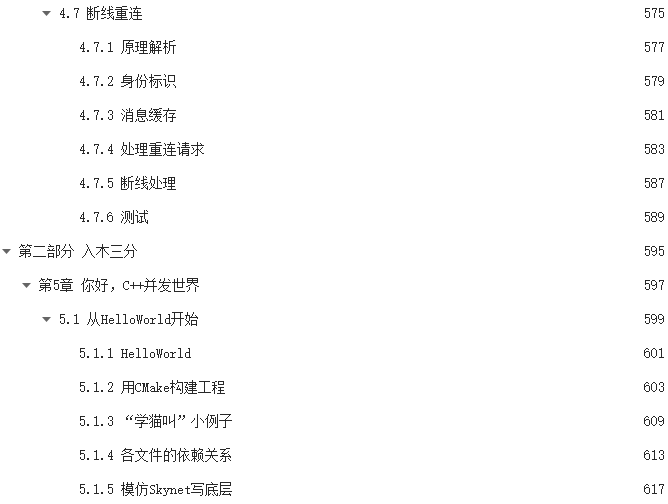 4.7 断线重连 575
4.7.1 原理解析 577
4.7.2 身份标识 579
4.7.3 消息缓存 581
4.7.4 处理重连请求 583
4.7.5 断线处理 587
4.7.6 测试 589
第二部分 入木三分 595
第5章 你好，C++并发世界 597
5.1 从HelloWorld开始 599
5.1.1 HelloWorld 601
5.1.2 用CMake构建工程 603
5.1.3 “学猫叫”小例子 609
5.1.4 各文件的依赖关系 613
5.1.5 模仿Skynet写底层 617